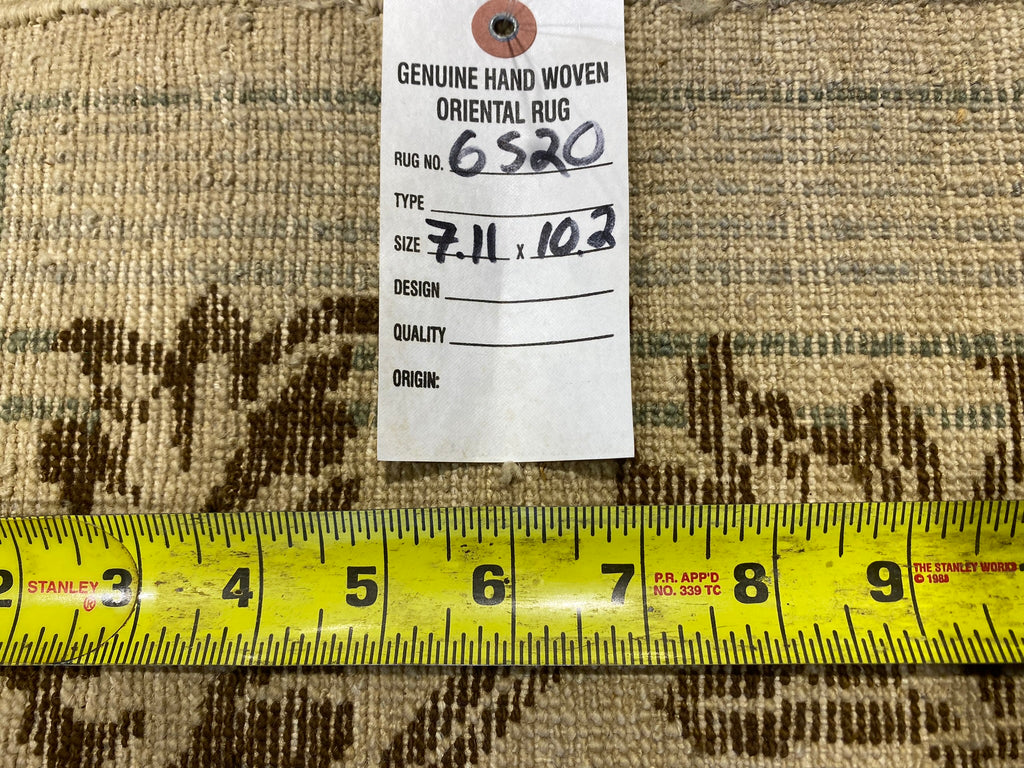 GENUINE HAND WOVEN
ORIENTAL RUG
RUG NO. 6520
TYPE
SIZE 7.11 x 10.2
DESIGN
QUALITY
ORIGIN:
2 STANLEY ® 3 4 5 6 7 P.R. APP'D NO. 339 TC 8 9 THE STANLEY WORKS